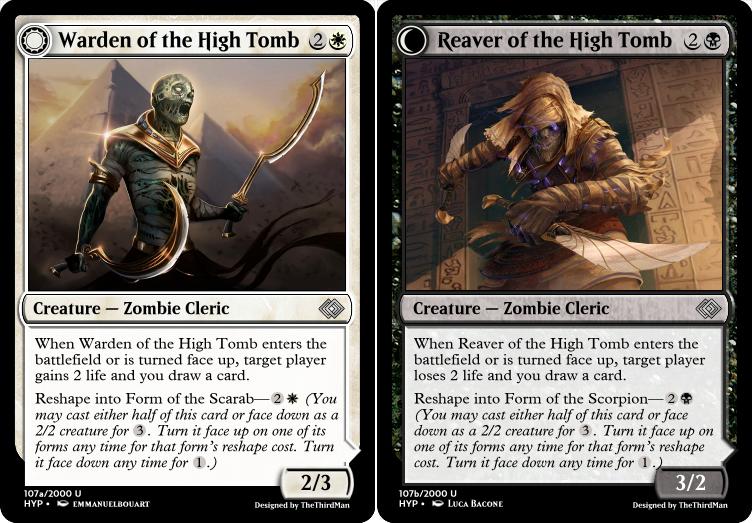 Warden of the High Tomb 2
Creature — Zombie Cleric
When Warden of the High Tomb enters the
battlefield or is turned face up, target player
gains 2 life and you draw a card.
Reshape into Form of the Scarab— 2 (You
may cast either half of this card or face down as a
2/2 creature for 3. Turn it face up on one of its
forms any time for that form's reshape cost. Turn
it face down any time for 1.)
2/3
107a/2000 U
HYP • EMMANUELBOUART
Designed by TheThirdMan
Reaver of the High Tomb 2
Creature — Zombie Cleric
When Reaver of the High Tomb enters the
battlefield or is turned face up, target player
loses 2 life and you draw a card.
Reshape into Form of the Scorpion— 2
(You may cast either half of this card or face
down as a 2/2 creature for 3. Turn it face up on
one of its forms any time for that form's reshape
cost. Turn it face down any time for 1.)
3/2
107b/2000 U
HYP • LUCA BACONE
Designed by TheThirdMan